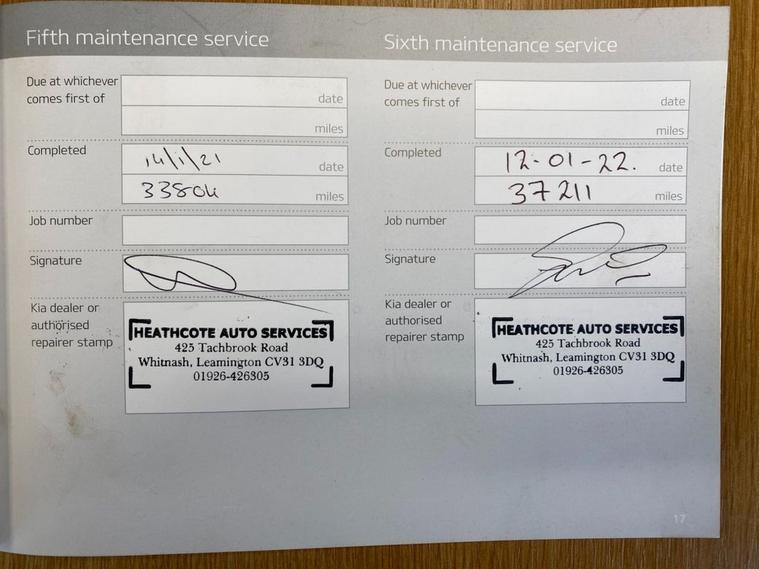 Fifth maintenance service
Due at whichever
comes first of
date
miles
Completed
14/1/21
date
33804
miles
Job number
Signature
Kia dealer or
authorised
repairer stamp
HEATHCOTE AUTO SERVICES
425 Tachbrook Road
Whitnash, Leamington CV31 3DQ
01926-426305
Sixth maintenance service
Due at whichever
comes first of
date
miles
Completed
12-01-22.
date
37211
miles
Job number
Signature
Kia dealer or
authorised
repairer stamp
HEATHCOTE AUTO SERVICES
425 Tachbrook Road
Whitnash, Leamington CV31 3DQ
01926-426305
17